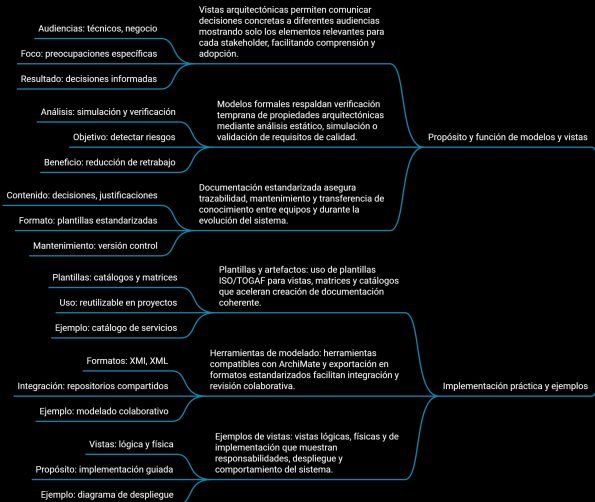 Audiencias: técnicos, negocio
Foco: preocupaciones específicas
Resultado: decisiones informadas
Vistas arquitectónicas permiten comunicar
decisiones concretas a diferentes audiencias
mostrando solo los elementos relevantes para
cada stakeholder, facilitando comprensión y
adopción.
Análisis: simulación y verificación
Objetivo: detectar riesgos
Beneficio: reducción de retrabajo
Modelos formales respaldan verificación
temprana de propiedades arquitectónicas
mediante análisis estático, simulación o
validación de requisitos de calidad.
Contenido: decisiones, justificaciones
Formato: plantillas estandarizadas
Mantenimiento: versión control
Documentación estandarizada asegura
trazabilidad, mantenimiento y transferencia de
conocimiento entre equipos y durante la
evolución del sistema.
Propósito y función de modelos y vistas
Plantillas: catálogos y matrices
Uso: reutilizable en proyectos
Ejemplo: catálogo de servicios
Plantillas y artefactos: uso de plantillas
ISO/TOGAF para vistas, matrices y catálogos
que aceleran creación de documentación
coherente.
Formatos: XMI, XML
Integración: repositorios compartidos
Ejemplo: modelado colaborativo
Herramientas de modelado: herramientas
compatibles con ArchiMate y exportación en
formatos estandarizados facilitan integración y
revisión colaborativa.
Vistas: lógica y física
Propósito: implementación guiada
Ejemplo: diagrama de despliegue
Ejemplos de vistas: vistas lógicas, físicas y de
implementación que muestran
responsabilidades, despliegue y
comportamiento del sistema.
Implementación práctica y ejemplos